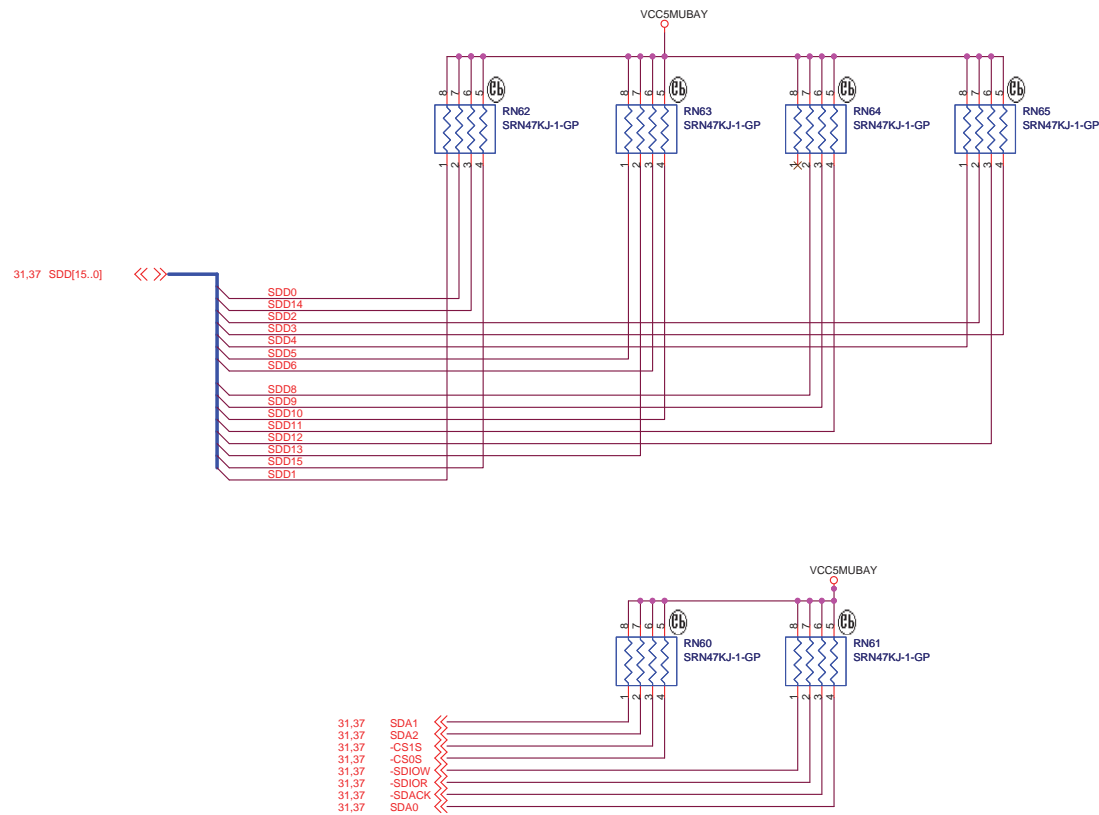 VCC5MUBAY
8 7 6 5
RN62
SRN47KJ-1-GP
1 2 3 4
8 7 6 5
RN63
SRN47KJ-1-GP
1 2 3 4
8 7 6 5
RN64
SRN47KJ-1-GP
1 2 3 4
8 7 6 5
RN65
SRN47KJ-1-GP
1 2 3 4
31,37 SDD[15..0]
SDD0
SDD14
SDD2
SDD3
SDD4
SDD5
SDD6
SDD8
SDD9
SDD10
SDD11
SDD12
SDD13
SDD15
SDD1
VCC5MUBAY
8 7 6 5
RN60
SRN47KJ-1-GP
1 2 3 4
8 7 6 5
RN61
SRN47KJ-1-GP
1 2 3 4
31,37 SDA1
31,37 SDA2
31,37 -CS1S
31,37 -CS0S
31,37 -SDIOW
31,37 -SDIOR
31,37 -SDACK
31,37 SDA0